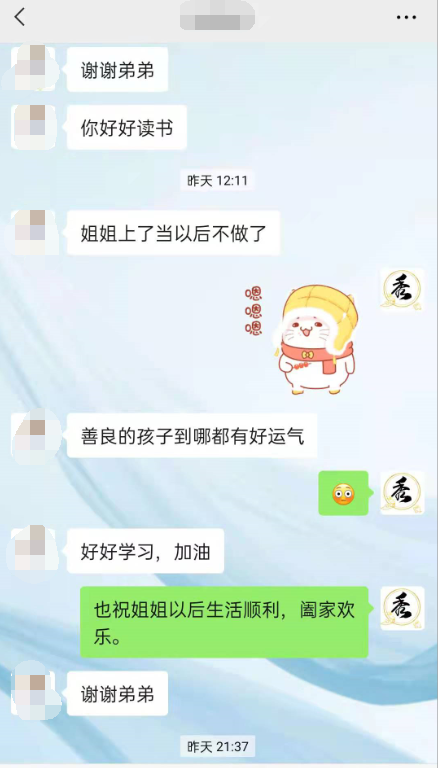 谢谢弟弟
你好好读书
昨天 12:11
姐姐上了当以后不做了
秀
嗯
嗯
嗯
善良的孩子到哪都有好运气
秀
好好学习，加油
也祝姐姐以后生活顺利，阖家欢
乐。
秀
谢谢弟弟
昨天 21:37